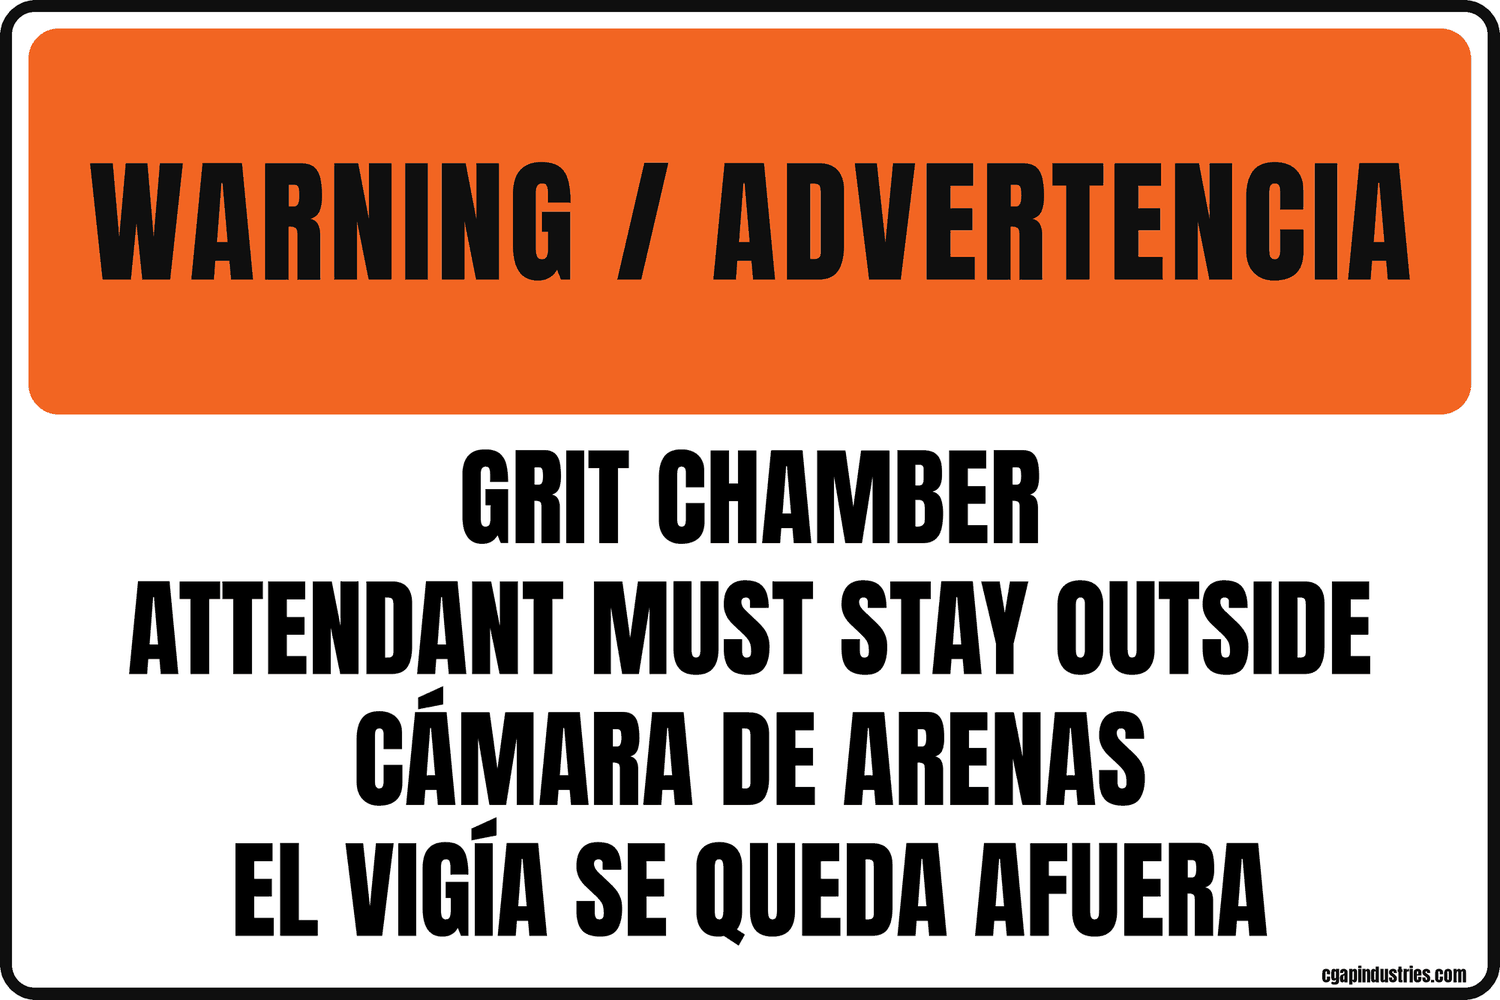 WARNING / ADVERTENCIA
GRIT CHAMBER
ATTENDANT MUST STAY OUTSIDE
CÁMARA DE ARENAS
EL VIGÍA SE QUEDA AFUERA
cgapindustries.com